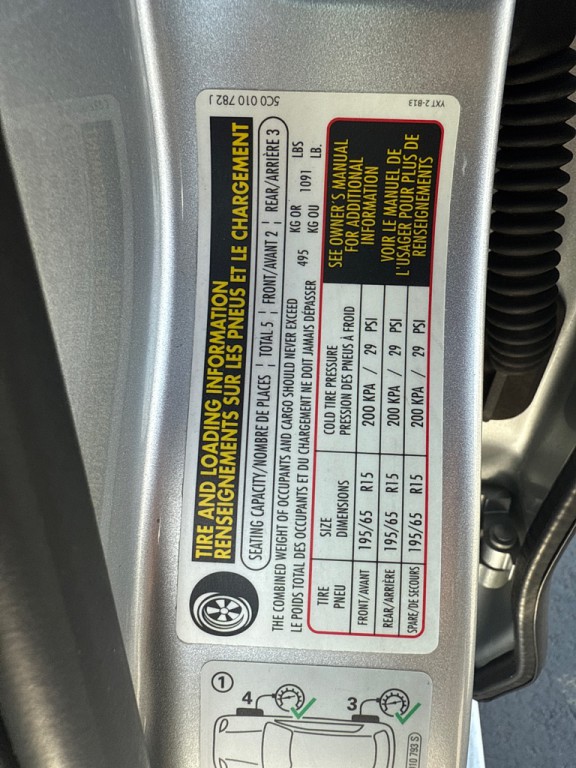 5C0 010 782 J
YXT 2-B13
TIRE AND LOADING INFORMATION
RENSEIGNEMENTS SUR LES PNEUS ET LE CHARGEMENT
SEATING CAPACITY/NOMBRE DE PLACES ¦ TOTAL 5 ¦ FRONT/AVANT 2 ¦ REAR/ARRIÈRE 3
THE COMBINED WEIGHT OF OCCUPANTS AND CARGO SHOULD NEVER EXCEED KG OR LBS
LE POIDS TOTAL DES OCCUPANTS ET DU CHARGEMENT NE DOIT JAMAIS DÉPASSER 495 KG OU 1091 LB.
TIRE SIZE COLD TIRE PRESSURE
PNEU DIMENSIONS PRESSION DES PNEUS À FROID
FRONT/AVANT 195/65 R15 200 KPA / 29 PSI
REAR/ARRIÈRE 195/65 R15 200 KPA / 29 PSI
SPARE/DE SECOURS 195/65 R15 200 KPA / 29 PSI
SEE OWNER'S MANUAL
FOR ADDITIONAL
INFORMATION
VOIR LE MANUEL DE
L'USAGER POUR PLUS DE
RENSEIGNEMENTS
1
4
3
010 793 S